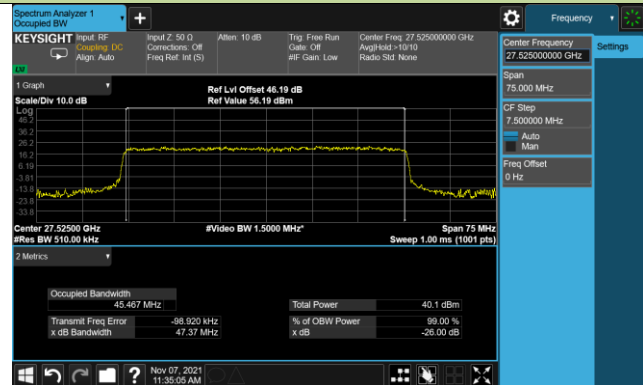 Spectrum Analyzer 1
Occupied BW
+
Frequency
KEYSIGHT
Input: RF
Coupling: DC
Align: Auto
Input Z: 50 Ω
Corrections: Off
Freq Ref: Int (S)
Atten: 10 dB
Trig: Free Run
Gate: Off
#IF Gain: Low
Center Freq: 27.525000000 GHz
Avg|Hold:>10/10
Radio Std: None
1 Graph
Scale/Div 10.0 dB
Ref Lvl Offset 46.19 dB
Ref Value 56.19 dBm
Log
46.2
36.2
26.2
16.2
6.19
-3.81
-13.8
-23.8
-33.8
Center 27.52500 GHz
#Res BW 510.00 kHz
#Video BW 1.5000 MHz*
Span 75 MHz
Sweep 1.00 ms (1001 pts)
2 Metrics
Occupied Bandwidth
45.467 MHz
Total Power 40.1 dBm
Transmit Freq Error -98.920 kHz
% of OBW Power 99.00 %
x dB Bandwidth 47.37 MHz
x dB -26.00 dB
Center Frequency
27.525000000 GHz
Settings
Span
75.000 MHz
CF Step
7.500000 MHz
Auto
Man
Freq Offset
0 Hz
?
Nov 07, 2021
11:35:05 AM